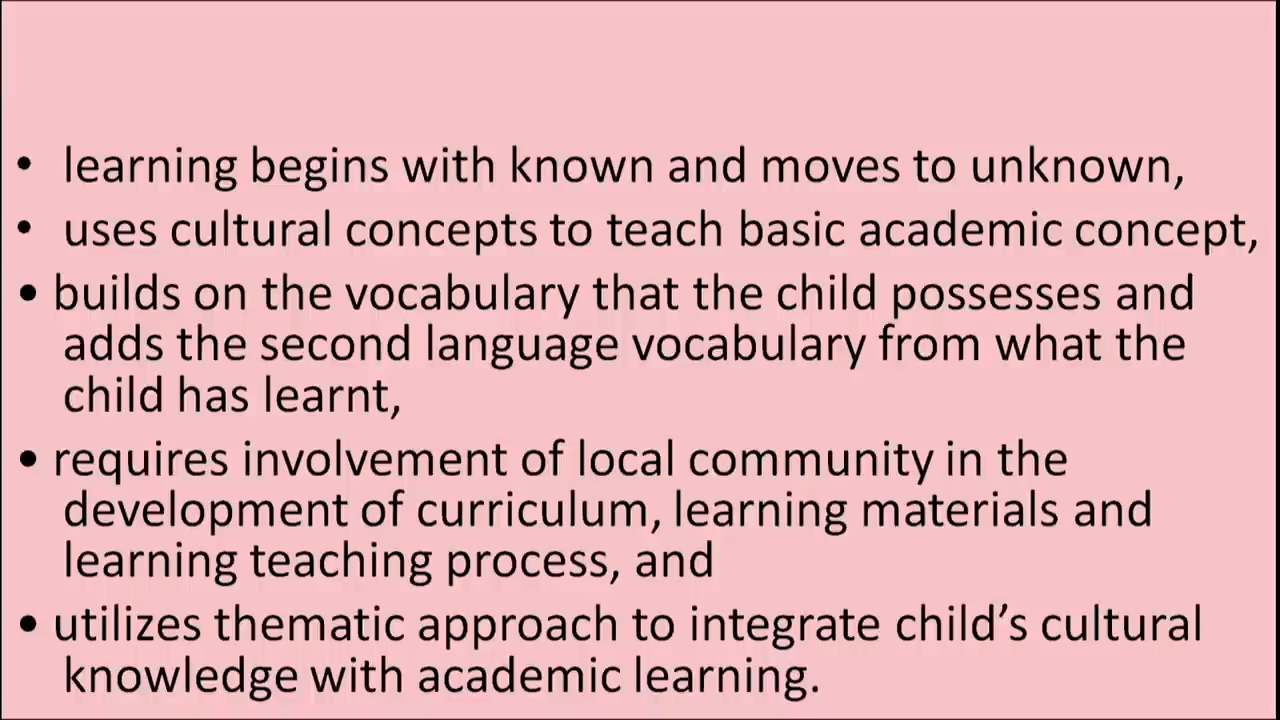 • learning begins with known and moves to unknown,
• uses cultural concepts to teach basic academic concept,
• builds on the vocabulary that the child possesses and
adds the second language vocabulary from what the
child has learnt,
• requires involvement of local community in the
development of curriculum, learning materials and
learning teaching process, and
• utilizes thematic approach to integrate child’s cultural
knowledge with academic learning.